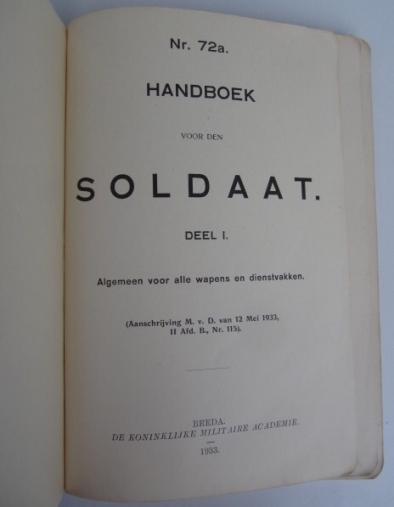 Nr. 72a.
HANDBOEK
VOOR DEN
SOLDAAT.
DEEL I.
Algemeen voor alle wapens en dienstvakken.
(Aanschrijving M. v. D. van 12 Mei 1933,
II Afd. B., Nr. 115).
BREDA.
DE KONINKLIJKE MILITAIRE ACADEMIE.
1933.